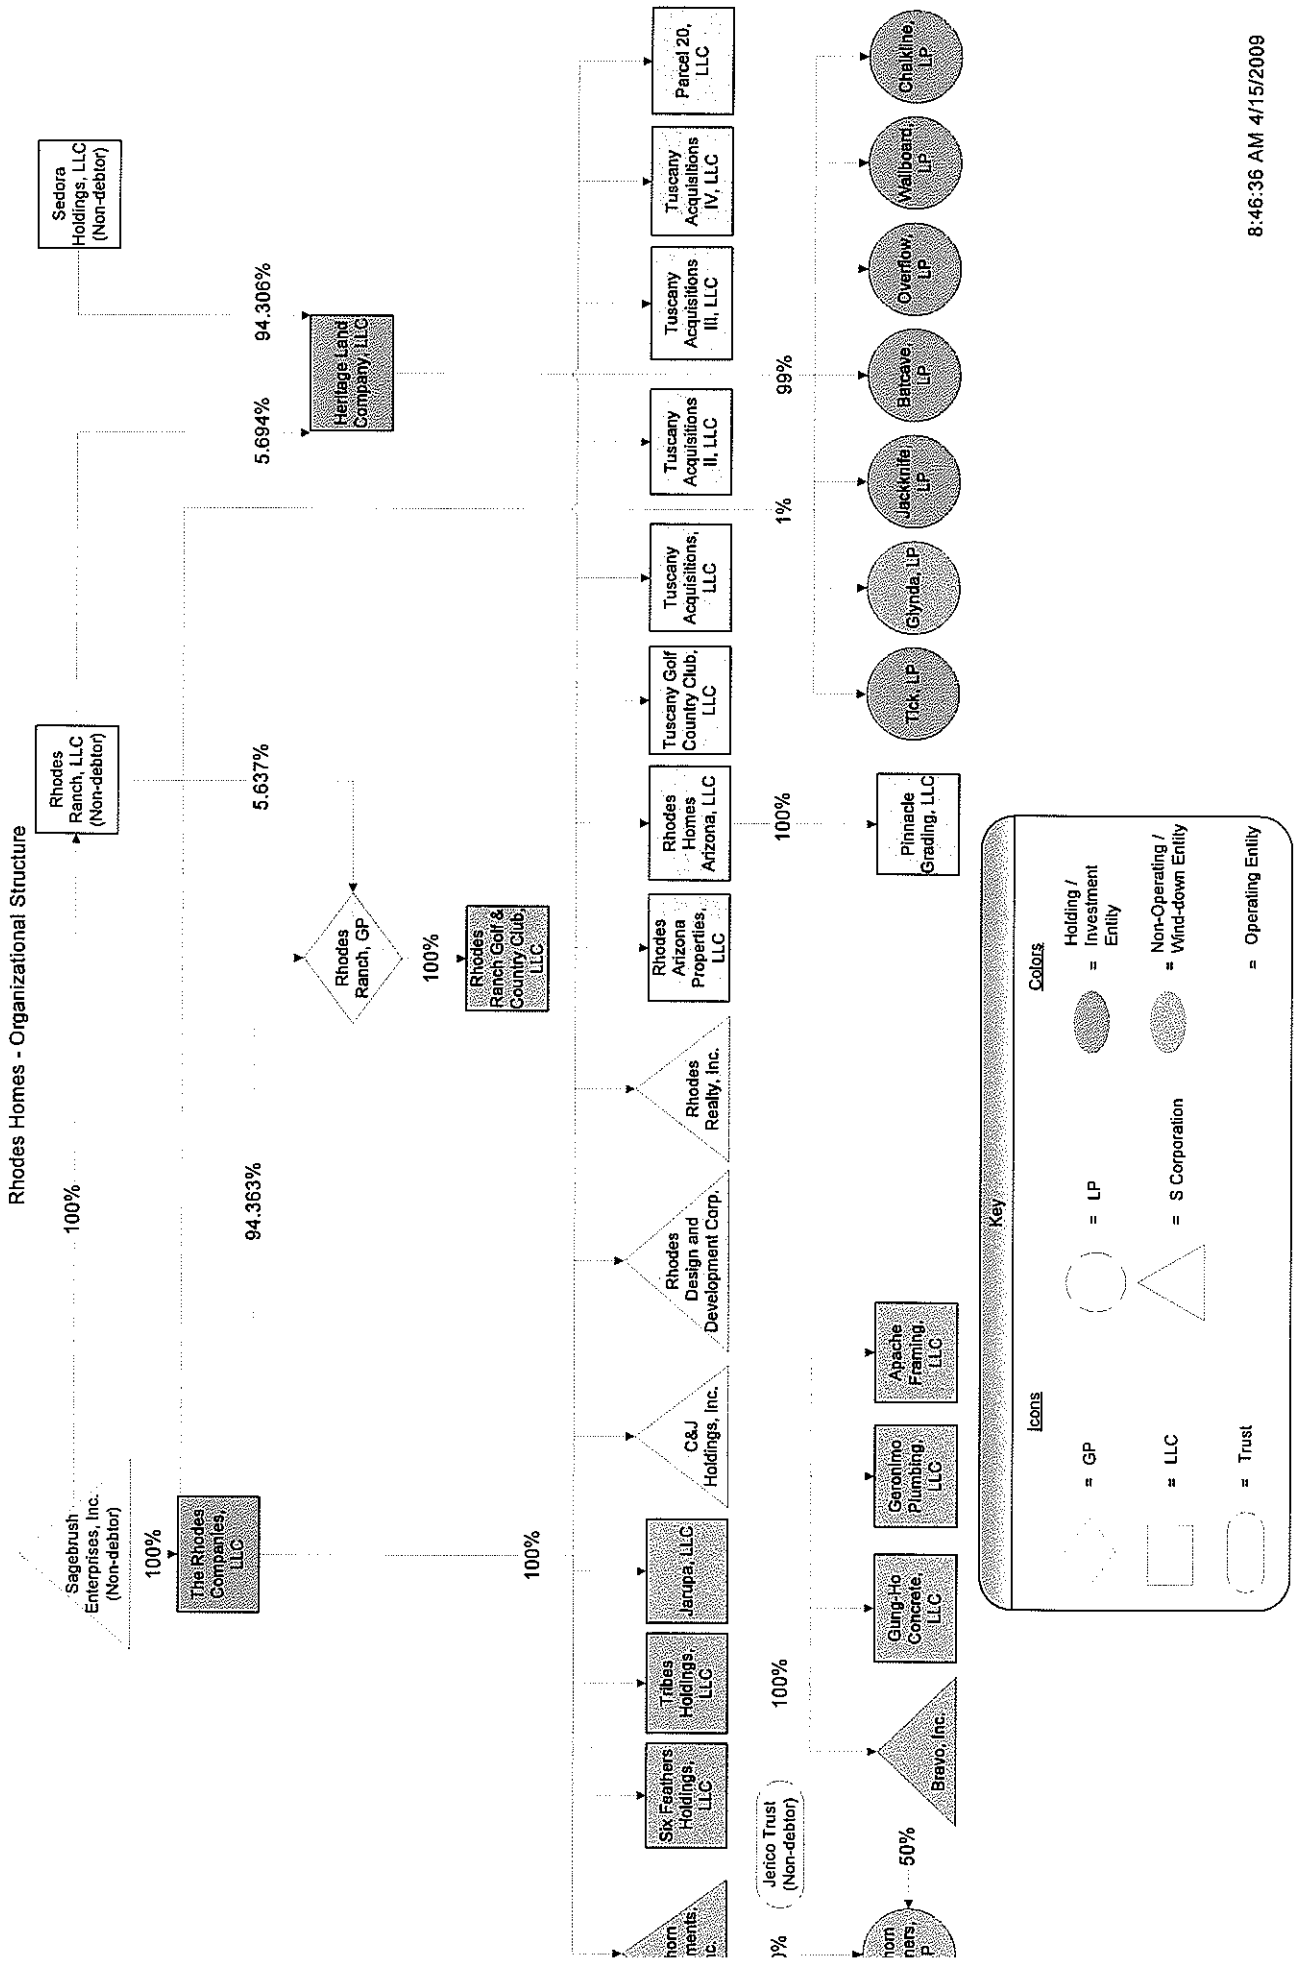 Rhodes Homes - Organizational Structure
Sagebrush
Enterprises, Inc.
(Non-debtor)
100%
Rhodes
Ranch, LLC
(Non-debtor)
Sedora
Holdings, LLC
(Non-debtor)
100%
The Rhodes
Companies,
LLC
94.363%
5.637%
5.694%
94.306%
Rhodes
Ranch, GP
Heritage Land
Company, LLC
100%
Rhodes
Ranch Golf &
Country Club,
LLC
100%
horn
ments,
nc.
Six Feathers
Holdings,
LLC
Tribes
Holdings,
LLC
Jarupa, LLC
C&J
Holdings, Inc.
Rhodes
Design and
Development Corp.
Rhodes
Realty, Inc.
Rhodes
Arizona
Properties,
LLC
Rhodes
Homes
Arizona, LLC
Tuscany Golf
Country Club,
LLC
Tuscany
Acquisitions,
LLC
Tuscany
Acquisitions
II, LLC
Tuscany
Acquisitions
III, LLC
Tuscany
Acquisitions
IV, LLC
Parcel 20,
LLC
0%
Jerico Trust
(Non-debtor)
100%
100%
1%
99%
horn
ners,
P
50%
Bravo, Inc.
Gung-Ho
Concrete,
LLC
Geronimo
Plumbing,
LLC
Apache
Framing,
LLC
Pinnacle
Grading, LLC
Tick, LP
Glynda, LP
Jackknife,
LP
Batcave,
LP
Overflow,
LP
Wallboard,
LP
Chalkline,
LP
Key
Icons
Colors
= GP
= LP
= Holding /
Investment
Entity
= LLC
= S Corporation
= Non-Operating /
Wind-down Entity
= Trust
= Operating Entity
8:46:36 AM 4/15/2009